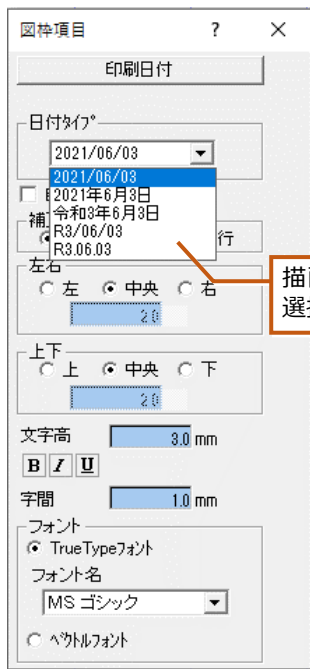 図枠項目 ?
印刷日付
日付ﾀｲﾌﾟ
2021/06/03
2021/06/03
2021年6月3日
令和3年6月3日
R3/06/03
R3.06.03
補
行
左右
左 中央 右
2.0
上下
上 中央 下
2.0
文字高 3.0 mm
B I U
字間 1.0 mm
フォント
TrueTypeﾌｫﾝﾄ
フォント名
MS ゴシック
ﾍﾞｸﾄﾙﾌｫﾝﾄ
描
選